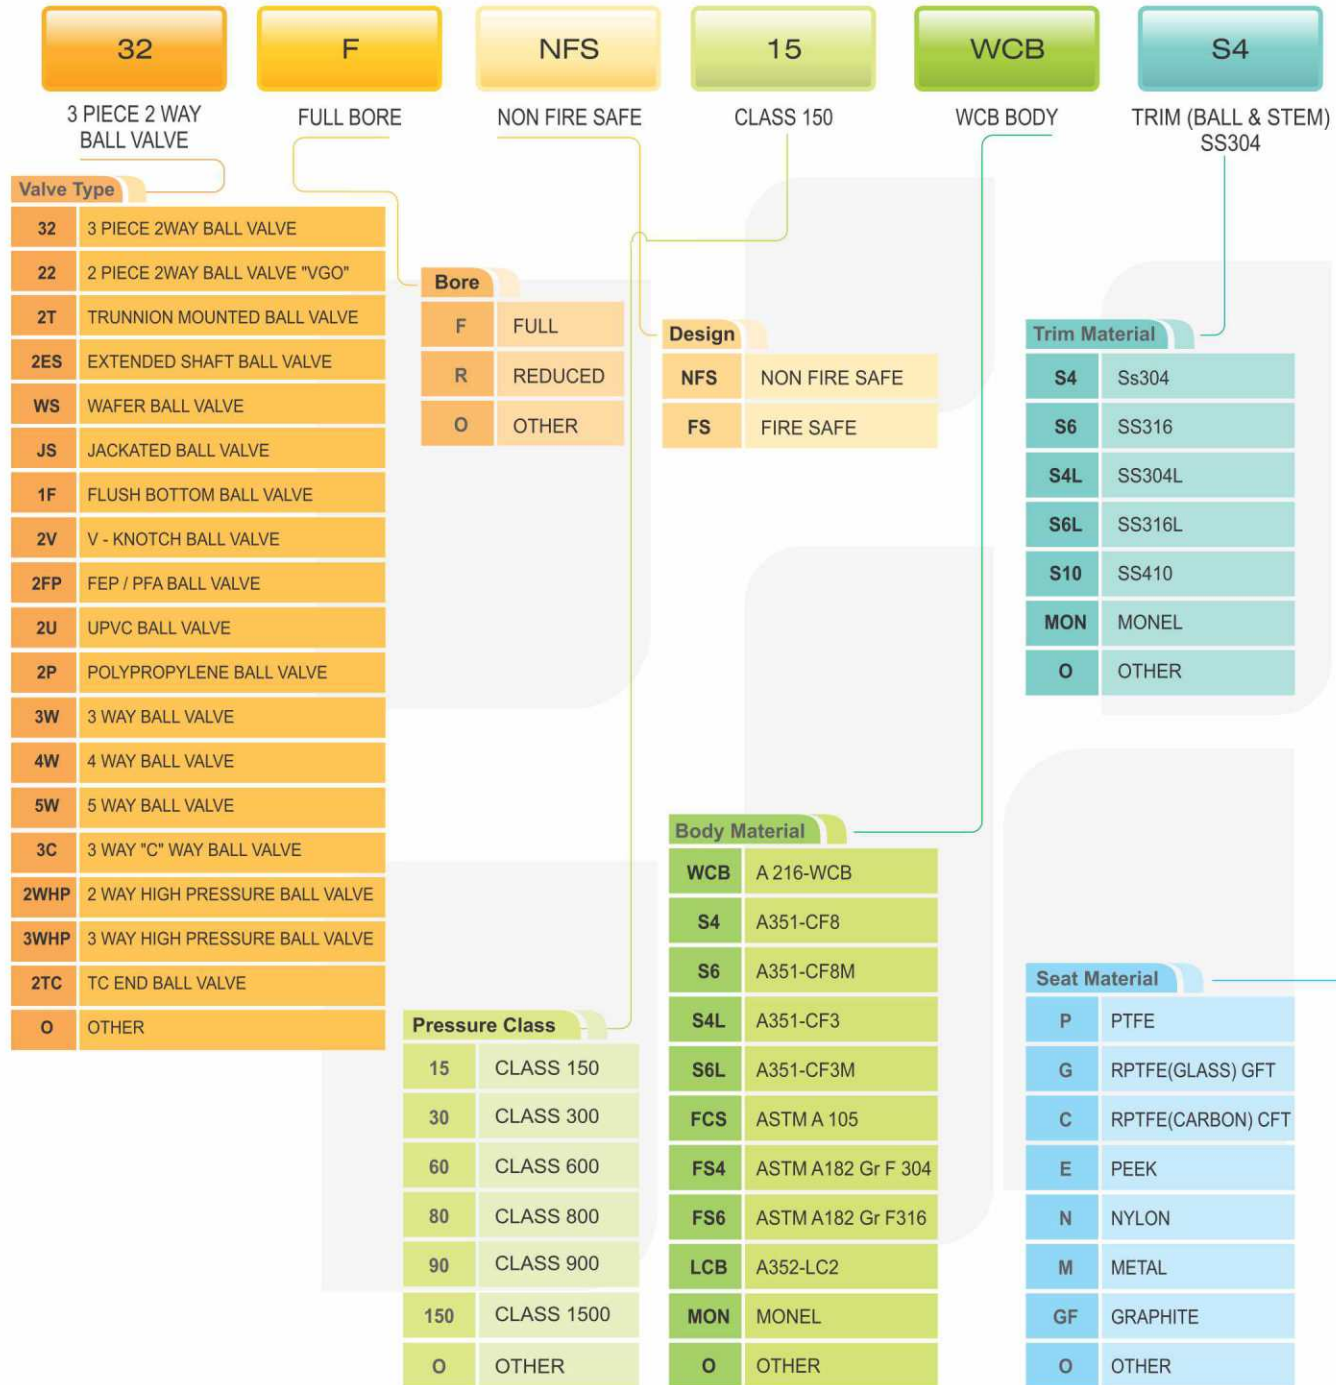 32 F NFS 15 WCB S4
3 PIECE 2 WAY
BALL VALVE
FULL BORE
NON FIRE SAFE
CLASS 150
WCB BODY
TRIM (BALL & STEM)
SS304
Valve Type
32 3 PIECE 2WAY BALL VALVE
22 2 PIECE 2WAY BALL VALVE "VGO"
2T TRUNNION MOUNTED BALL VALVE
2ES EXTENDED SHAFT BALL VALVE
WS WAFER BALL VALVE
JS JACKATED BALL VALVE
1F FLUSH BOTTOM BALL VALVE
2V V - KNOTCH BALL VALVE
2FP FEP / PFA BALL VALVE
2U UPVC BALL VALVE
2P POLYPROPYLENE BALL VALVE
3W 3 WAY BALL VALVE
4W 4 WAY BALL VALVE
5W 5 WAY BALL VALVE
3C 3 WAY "C" WAY BALL VALVE
2WHP 2 WAY HIGH PRESSURE BALL VALVE
3WHP 3 WAY HIGH PRESSURE BALL VALVE
2TC TC END BALL VALVE
O OTHER
Bore
F FULL
R REDUCED
O OTHER
Design
NFS NON FIRE SAFE
FS FIRE SAFE
Trim Material
S4 Ss304
S6 SS316
S4L SS304L
S6L SS316L
S10 SS410
MON MONEL
O OTHER
Pressure Class
15 CLASS 150
30 CLASS 300
60 CLASS 600
80 CLASS 800
90 CLASS 900
150 CLASS 1500
O OTHER
Body Material
WCB A 216-WCB
S4 A351-CF8
S6 A351-CF8M
S4L A351-CF3
S6L A351-CF3M
FCS ASTM A 105
FS4 ASTM A182 Gr F 304
FS6 ASTM A182 Gr F316
LCB A352-LC2
MON MONEL
O OTHER
Seat Material
P PTFE
G RPTFE(GLASS) GFT
C RPTFE(CARBON) CFT
E PEEK
N NYLON
M METAL
GF GRAPHITE
O OTHER